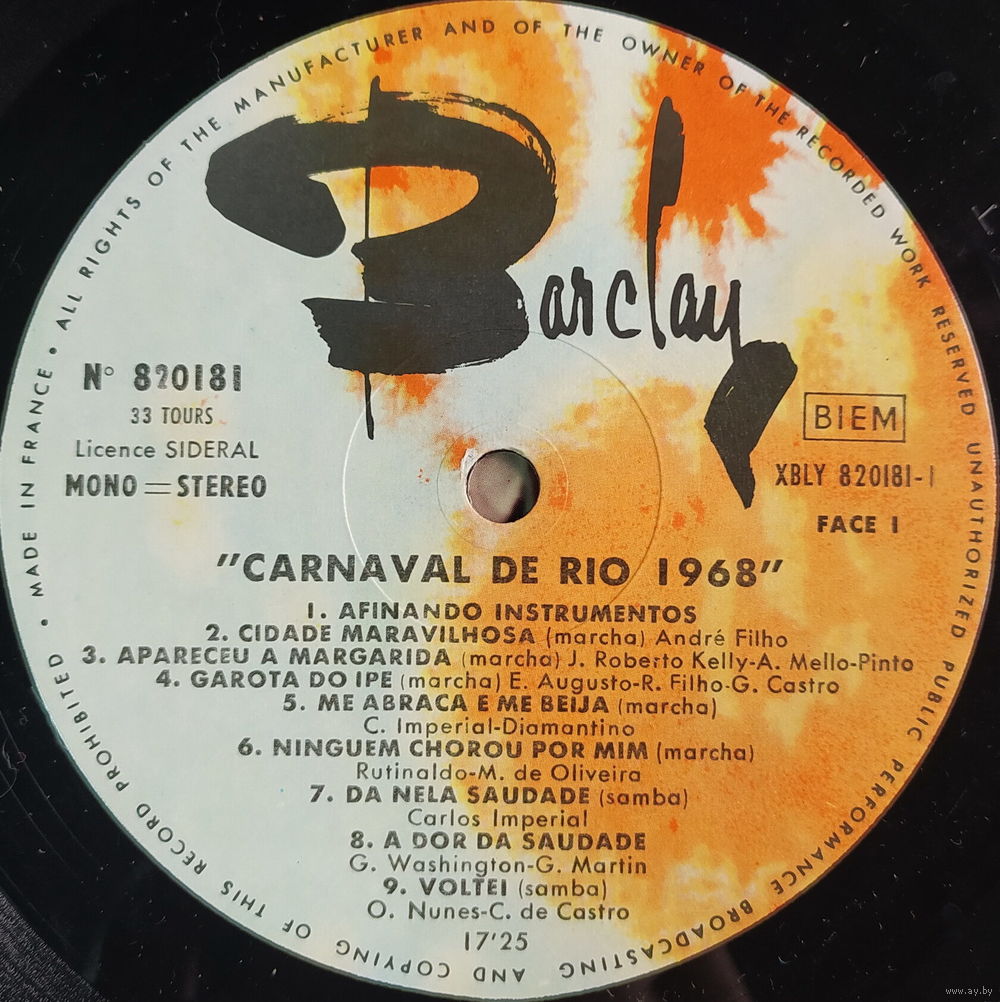 MADE IN FRANCE • ALL RIGHTS OF THE MANUFACTURER AND OF THE OWNER OF THE RECORDED WORK RESERVED UNAUTHORIZED PUBLIC PERFORMANCE BROADCASTING AND COPYING OF THIS RECORD PROHIBITED •
Barclay
N° 820181
33 TOURS
Licence SIDERAL
MONO=STEREO
BIEM
XBLY 820181-1
FACE 1
"CARNAVAL DE RIO 1968"
1. AFINANDO INSTRUMENTOS
2. CIDADE MARAVILHOSA (marcha) André Filho
3. APARECEU A MARGARIDA (marcha) J. Roberto Kelly-A. Mello-Pinto
4. GAROTA DO IPE (marcha) E. Augusto-R. Filho-G. Castro
5. ME ABRACA E ME BEIJA (marcha)
C. Imperial-Diamantino
6. NINGUEM CHOROU POR MIM (marcha)
Rutinaldo-M. de Oliveira
7. DA NELA SAUDADE (samba)
Carlos Imperial
8. A DOR DA SAUDADE
G. Washington-G. Martin
9. VOLTEI (samba)
O. Nunes-C. de Castro
17'25
www.ay.by